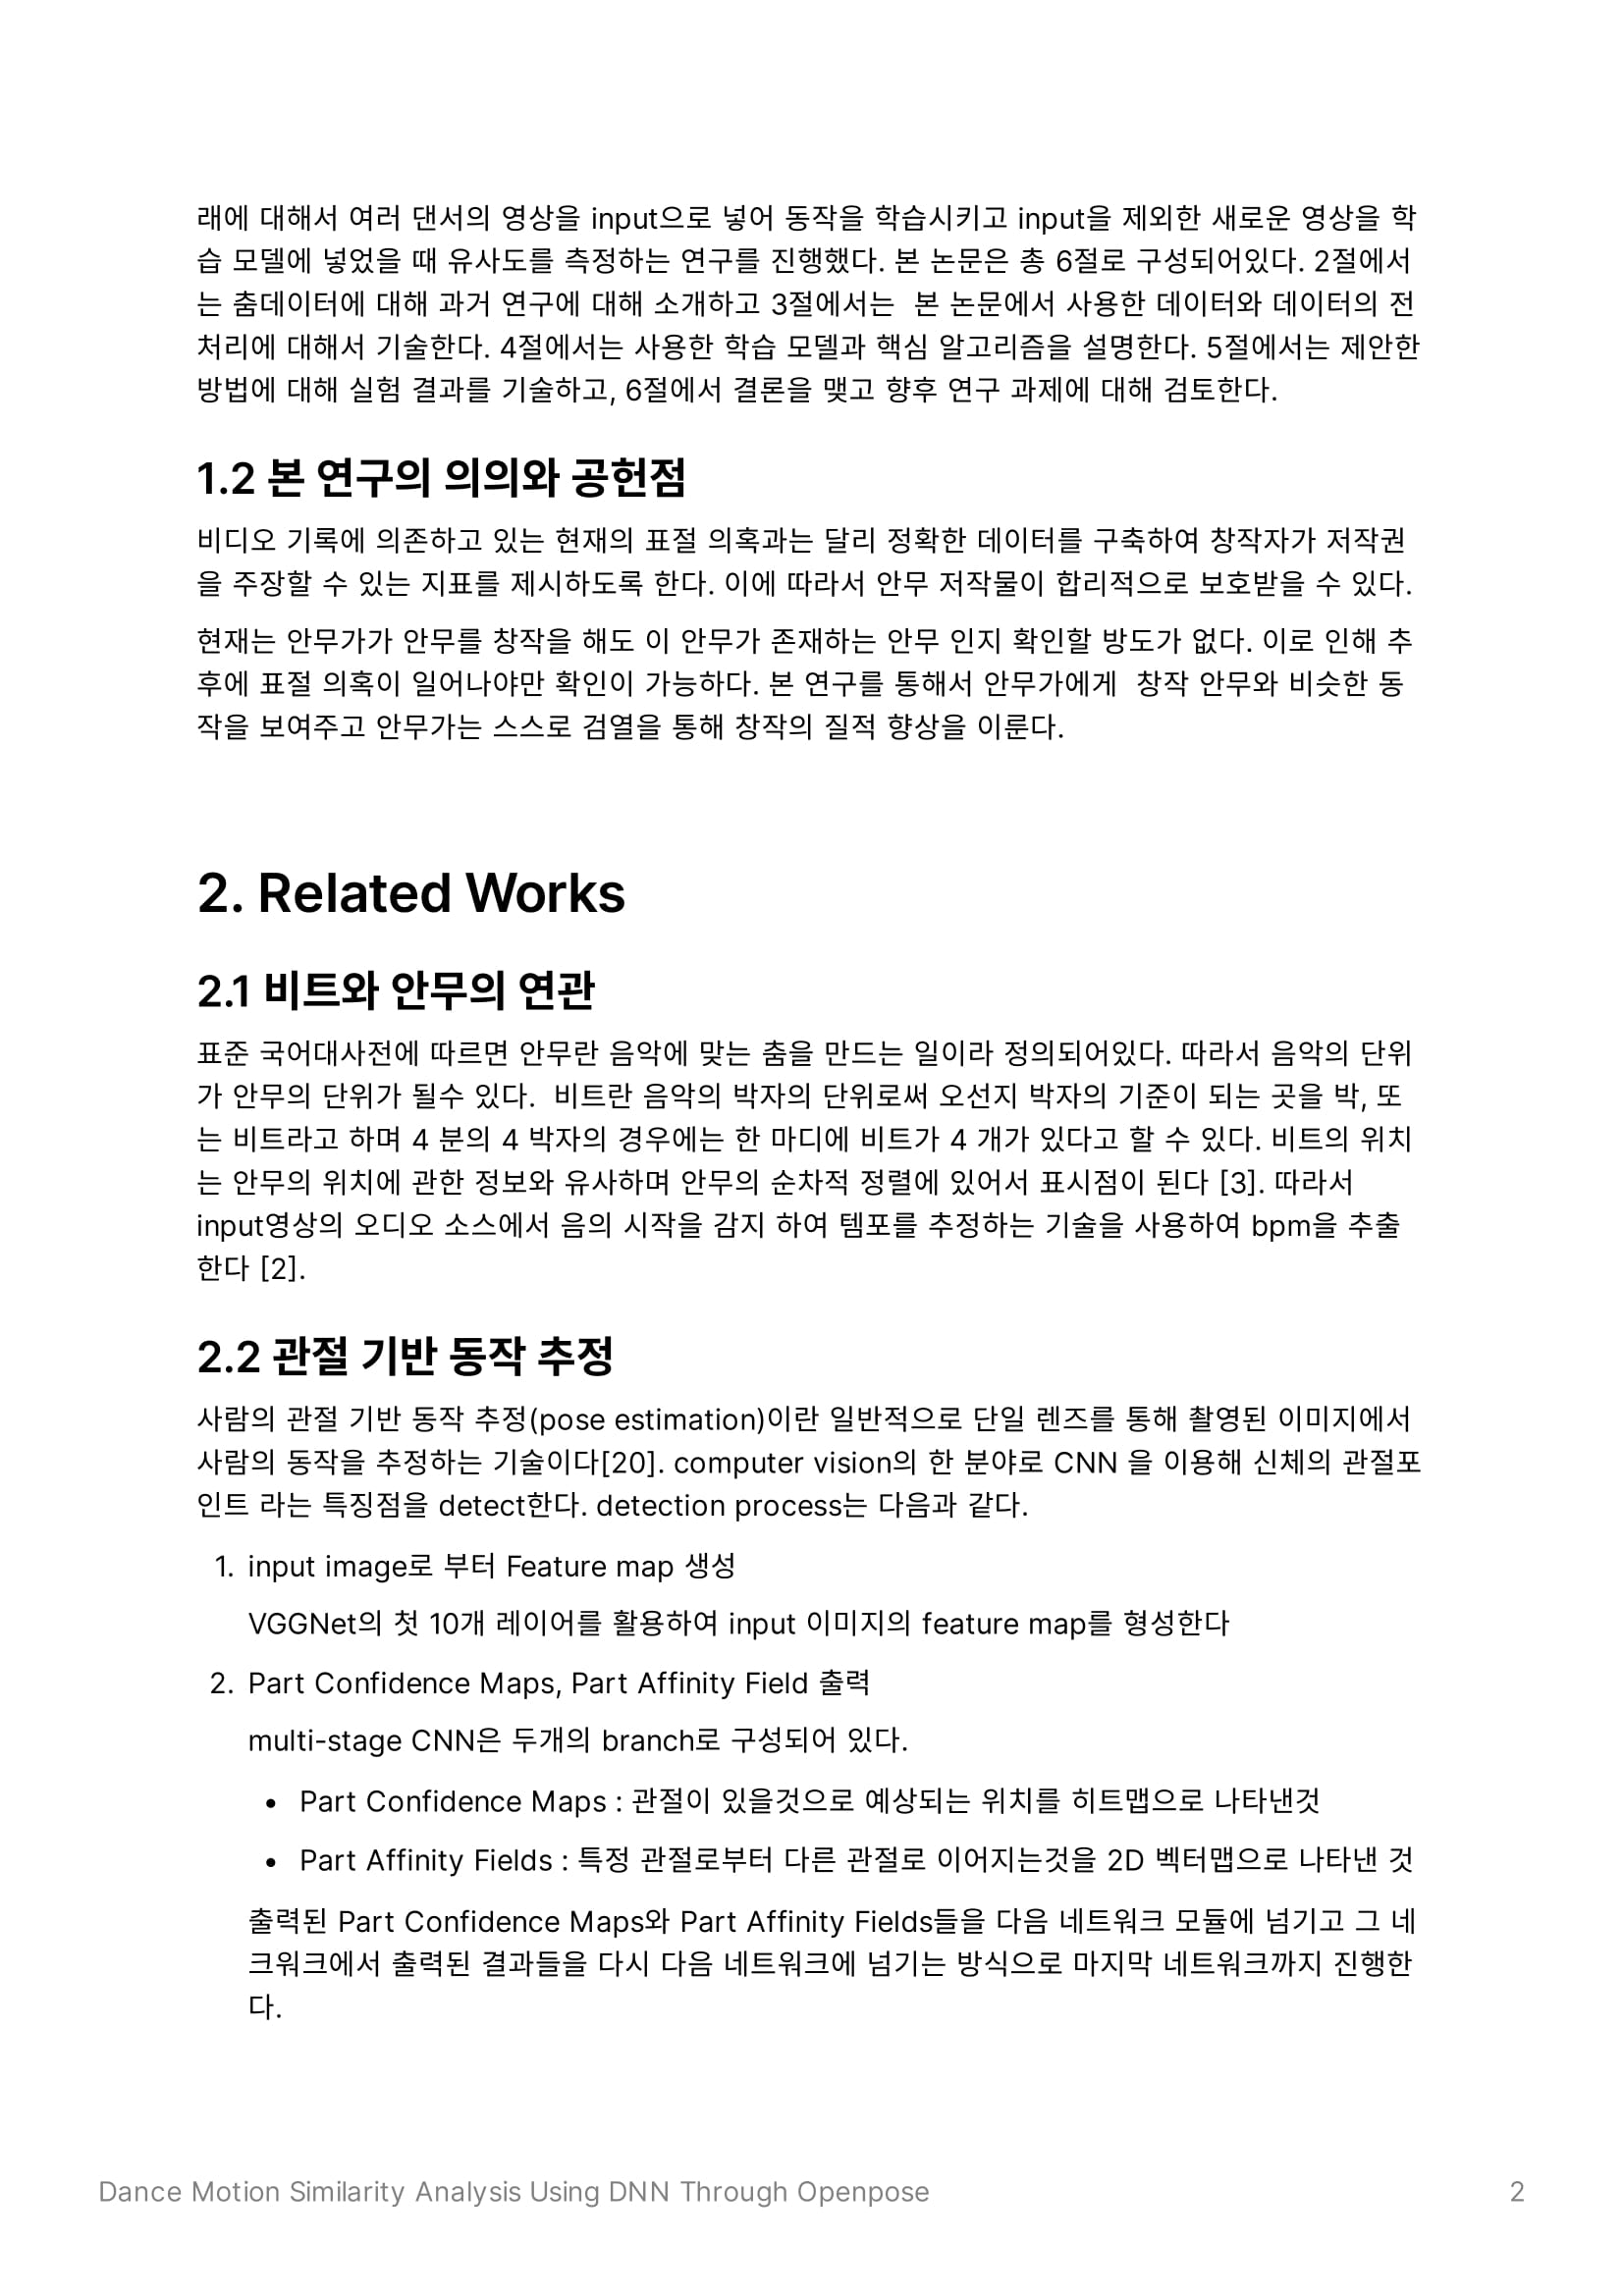 래에 대해서 여러 댄서의 영상을 input으로 넣어 동작을 학습시키고 input을 제외한 새로운 영상을 학
습 모델에 넣었을 때 유사도를 측정하는 연구를 진행했다. 본 논문은 총 6절로 구성되어있다. 2절에서
는 춤데이터에 대해 과거 연구에 대해 소개하고 3절에서는  본 논문에서 사용한 데이터와 데이터의 전
처리에 대해서 기술한다. 4절에서는 사용한 학습 모델과 핵심 알고리즘을 설명한다. 5절에서는 제안한
방법에 대해 실험 결과를 기술하고, 6절에서 결론을 맺고 향후 연구 과제에 대해 검토한다.
1.2 본 연구의 의의와 공헌점
비디오 기록에 의존하고 있는 현재의 표절 의혹과는 달리 정확한 데이터를 구축하여 창작자가 저작권
을 주장할 수 있는 지표를 제시하도록 한다. 이에 따라서 안무 저작물이 합리적으로 보호받을 수 있다.
현재는 안무가가 안무를 창작을 해도 이 안무가 존재하는 안무 인지 확인할 방도가 없다. 이로 인해 추
후에 표절 의혹이 일어나야만 확인이 가능하다. 본 연구를 통해서 안무가에게  창작 안무와 비슷한 동
작을 보여주고 안무가는 스스로 검열을 통해 창작의 질적 향상을 이룬다.
2. Related Works
2.1 비트와 안무의 연관
표준 국어대사전에 따르면 안무란 음악에 맞는 춤을 만드는 일이라 정의되어있다. 따라서 음악의 단위
가 안무의 단위가 될수 있다.  비트란 음악의 박자의 단위로써 오선지 박자의 기준이 되는 곳을 박, 또
는 비트라고 하며 4 분의 4 박자의 경우에는 한 마디에 비트가 4 개가 있다고 할 수 있다. 비트의 위치
는 안무의 위치에 관한 정보와 유사하며 안무의 순차적 정렬에 있어서 표시점이 된다 [3]. 따라서
input영상의 오디오 소스에서 음의 시작을 감지 하여 템포를 추정하는 기술을 사용하여 bpm을 추출
한다 [2].
2.2 관절 기반 동작 추정
사람의 관절 기반 동작 추정(pose estimation)이란 일반적으로 단일 렌즈를 통해 촬영된 이미지에서
사람의 동작을 추정하는 기술이다[20]. computer vision의 한 분야로 CNN 을 이용해 신체의 관절포
인트 라는 특징점을 detect한다. detection process는 다음과 같다.
1. input image로 부터 Feature map 생성
VGGNet의 첫 10개 레이어를 활용하여 input 이미지의 feature map를 형성한다
2. Part Confidence Maps, Part Affinity Field 출력
multi-stage CNN은 두개의 branch로 구성되어 있다.
• Part Confidence Maps : 관절이 있을것으로 예상되는 위치를 히트맵으로 나타낸것
• Part Affinity Fields : 특정 관절로부터 다른 관절로 이어지는것을 2D 벡터맵으로 나타낸 것
출력된 Part Confidence Maps와 Part Affinity Fields들을 다음 네트워크 모듈에 넘기고 그 네
크워크에서 출력된 결과들을 다시 다음 네트워크에 넘기는 방식으로 마지막 네트워크까지 진행한
다.
Dance Motion Similarity Analysis Using DNN Through Openpose
2